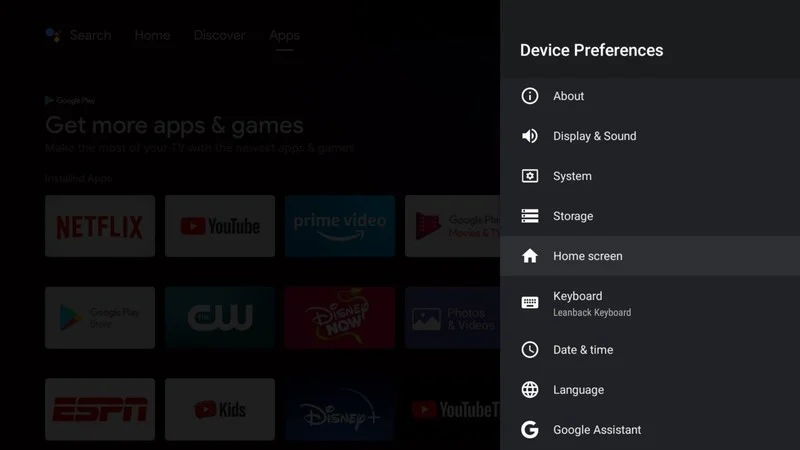 Search Home Discover Apps
Google Play
Get more apps & games
Make the most of your TV with the newest apps & games
Installed Apps
NETFLIX
YouTube
prime video
Google Play
Movies & TV
Google Play
Store
THE CW
Disney
NOW!
Photos
& Videos
ESPN
Kids
Disney+
YouTubeT
Device Preferences
About
Display & Sound
System
Storage
Home screen
Keyboard
Leanback Keyboard
Date & time
Language
Google Assistant